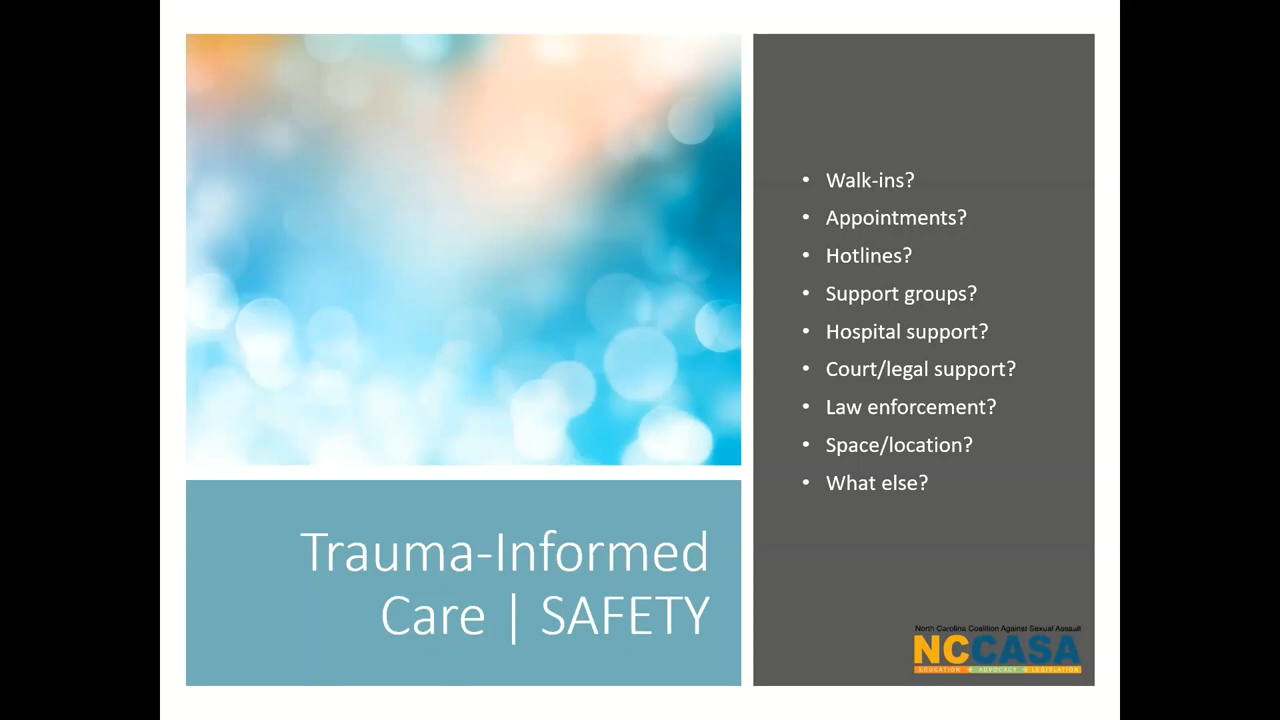 Trauma-Informed
Care | SAFETY
• Walk-ins?
• Appointments?
• Hotlines?
• Support groups?
• Hospital support?
• Court/legal support?
• Law enforcement?
• Space/location?
• What else?
North Carolina Coalition Against Sexual Assault
NCCASA
EDUCATION ADVOCACY LEGISLATION